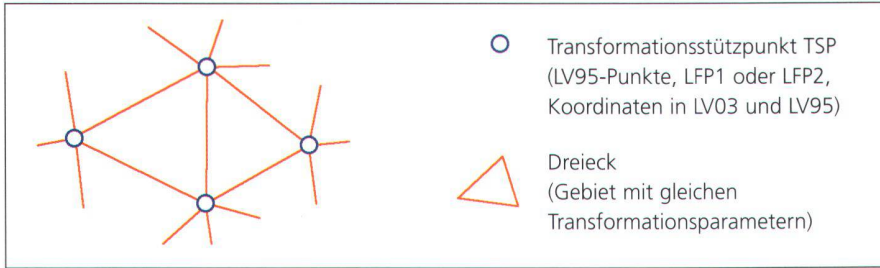 Transformationsstützpunkt TSP
(LV95-Punkte, LFP1 oder LFP2,
Koordinaten in LV03 und LV95)
Dreieck
(Gebiet mit gleichen
Transformationsparametern)